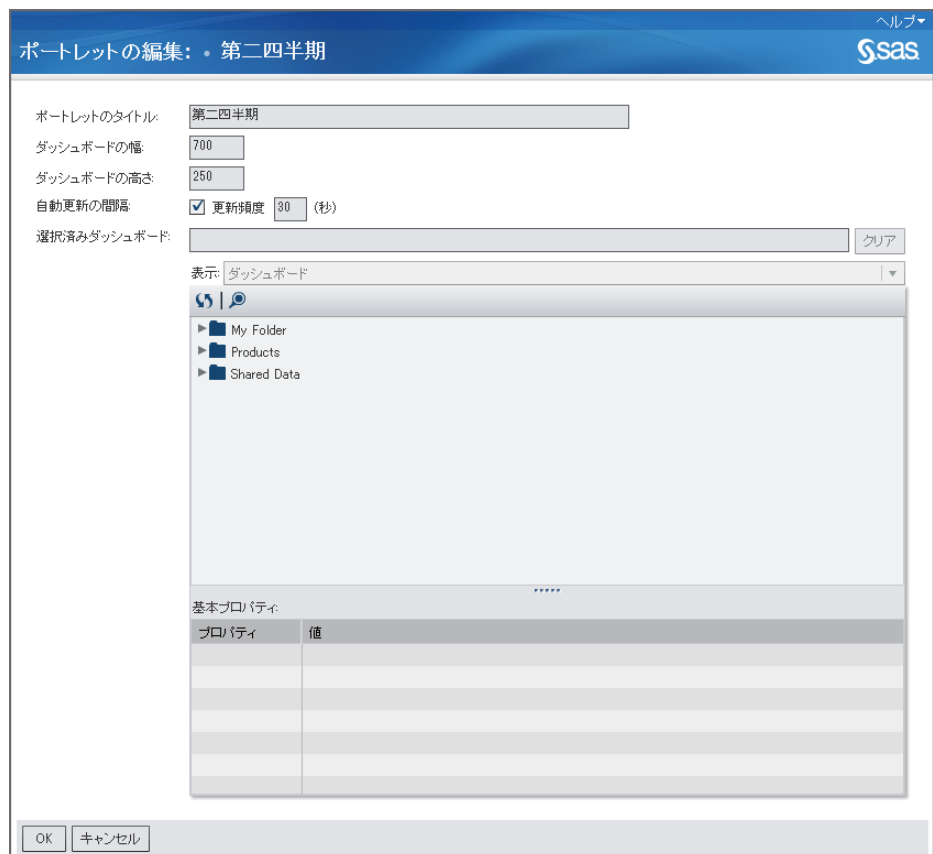 ヘルプ▾
ポートレットの編集: • 第二四半期
sas
ポートレットのタイトル: 第二四半期
ダッシュボードの幅: 700
ダッシュボードの高さ: 250
自動更新の間隔: 更新頻度 30 (秒)
選択済みダッシュボード: クリア
表示: ダッシュボード
My Folder
Products
Shared Data
基本プロパティ:
プロパティ 値
OK キャンセル